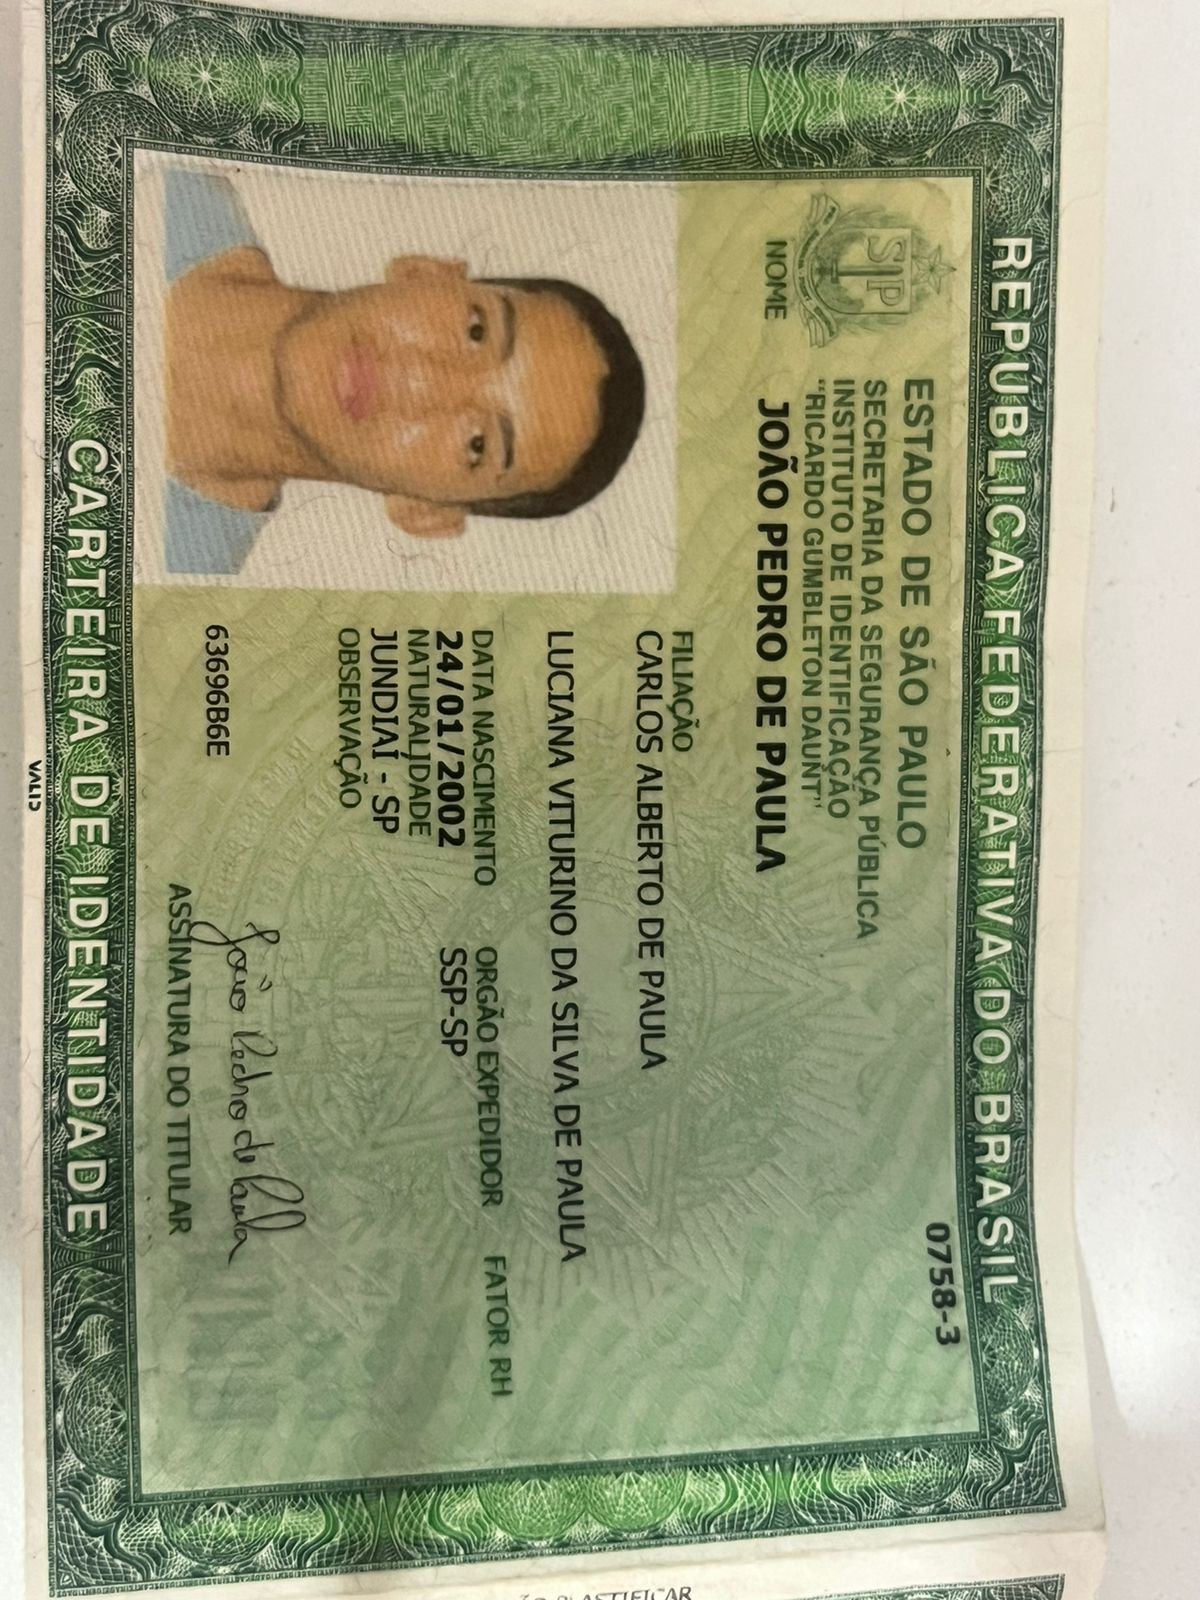 REPÚBLICA FEDERATIVA DO BRASIL
0758-3
ESTADO DE SÃO PAULO
SECRETARIA DA SEGURANÇA PÚBLICA
INSTITUTO DE IDENTIFICAÇÃO
"RICARDO GUMBLETON DAUNT"
SP
NOME
JOÃO PEDRO DE PAULA
FILIAÇÃO
CARLOS ALBERTO DE PAULA
LUCIANA VITURINO DA SILVA DE PAULA
DATA NASCIMENTO ORGÃO EXPEDIDOR FATOR RH
24/01/2002 SSP-SP
NATURALIDADE
JUNDIAÍ - SP
OBSERVAÇÃO
63696B6E
João Pedro de Paula
ASSINATURA DO TITULAR
CARTEIRA DE IDENTIDADE
VALID
PLASTIFICAR